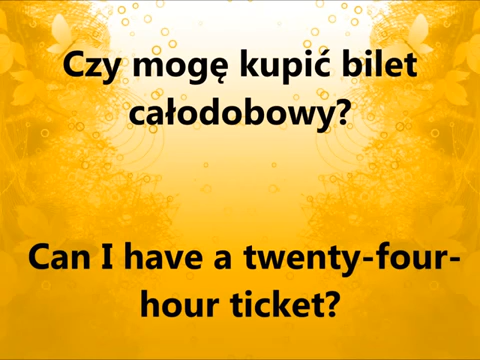 Czy mogę kupić bilet
całodobowy?
Can I have a twenty-four-
hour ticket?